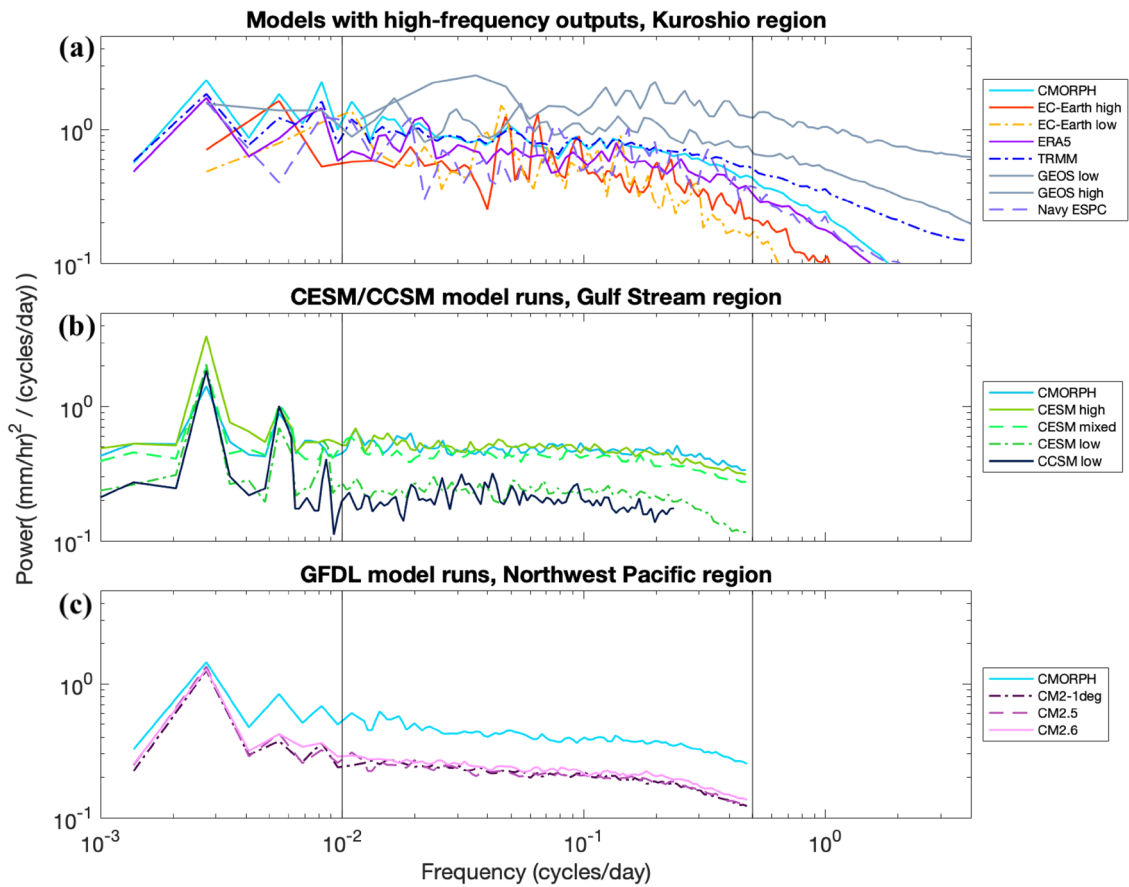 Models with high-frequency outputs, Kuroshio region
(a)
10^0
10^-1
CMORPH
EC-Earth high
EC-Earth low
ERA5
TRMM
GEOS low
GEOS high
Navy ESPC
CESM/CCSM model runs, Gulf Stream region
(b)
10^0
10^-1
CMORPH
CESM high
CESM mixed
CESM low
CCSM low
Power( (mm/hr)^2 / (cycles/day) )
GFDL model runs, Northwest Pacific region
(c)
10^0
10^-1
CMORPH
CM2-1deg
CM2.5
CM2.6
10^-3 10^-2 10^-1 10^0
Frequency (cycles/day)